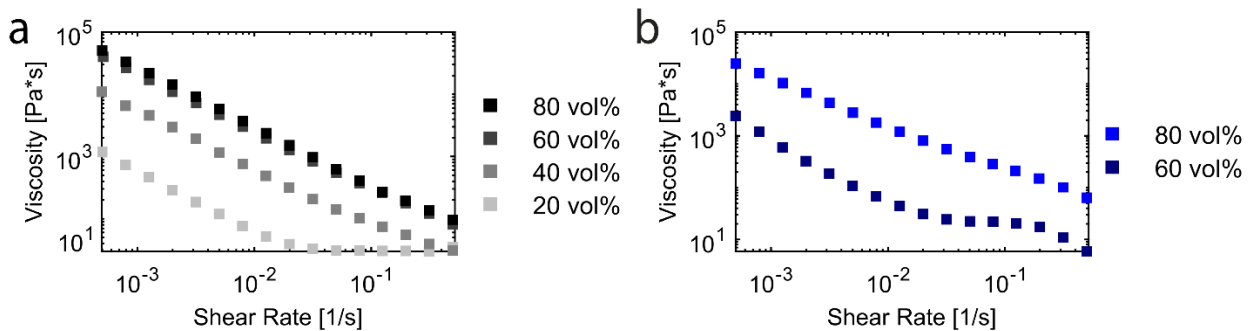 a
Viscosity [Pa*s]
10^5
10^3
10^1
10^-3
10^-2
10^-1
Shear Rate [1/s]
80 vol%
60 vol%
40 vol%
20 vol%
b
Viscosity [Pa*s]
10^5
10^3
10^1
10^-3
10^-2
10^-1
Shear Rate [1/s]
80 vol%
60 vol%